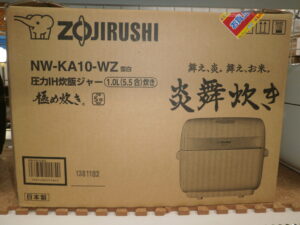 ZOJIRUSHI
NW-KA10-WZ
圧力IH炊飯ジャー 1.0L(5.5合)炊き
舞え、炎。舞え、お米。
極め炊き。
炎舞炊き
1381182
日本製